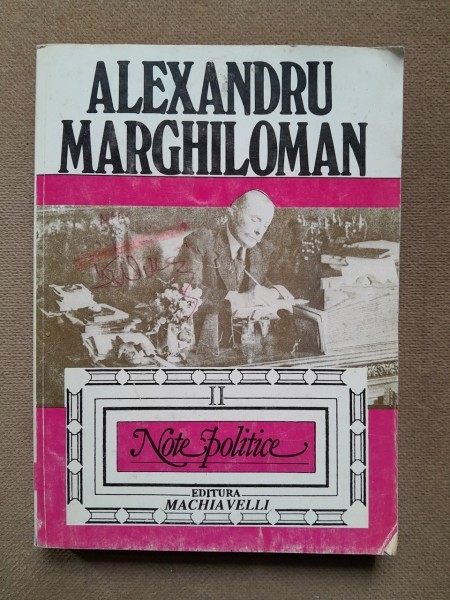 ALEXANDRU
MARGHILOMAN
II
Note politice
EDITURA
MACHIAVELLI